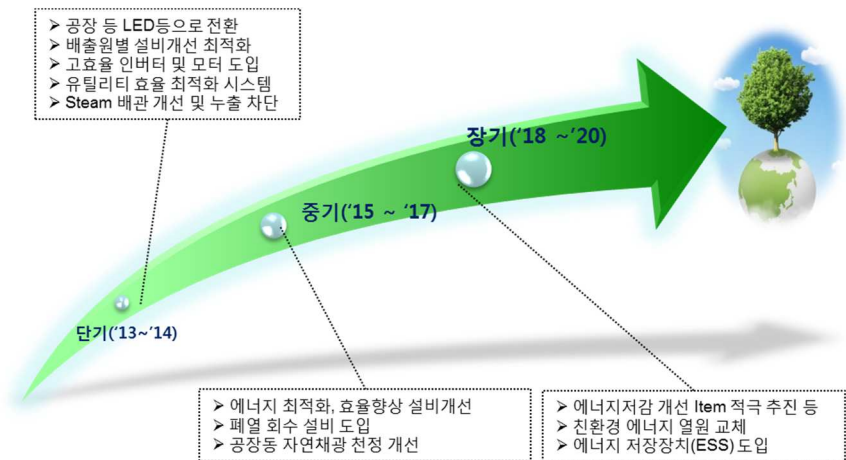 ➢ 공장 등 LED등으로 전환
➢ 배출원별 설비개선 최적화
➢ 고효율 인버터 및 모터 도입
➢ 유틸리티 효율 최적화 시스템
➢ Steam 배관 개선 및 누출 차단
장기(‘18 ~‘20)
중기(‘15 ~ ‘17)
단기(‘13~‘14)
➢ 에너지 최적화, 효율향상 설비개선
➢ 폐열 회수 설비 도입
➢ 공장동 자연채광 천정 개선
➢ 에너지저감 개선 Item 적극 추진 등
➢ 친환경 에너지 열원 교체
➢ 에너지 저장장치(ESS) 도입